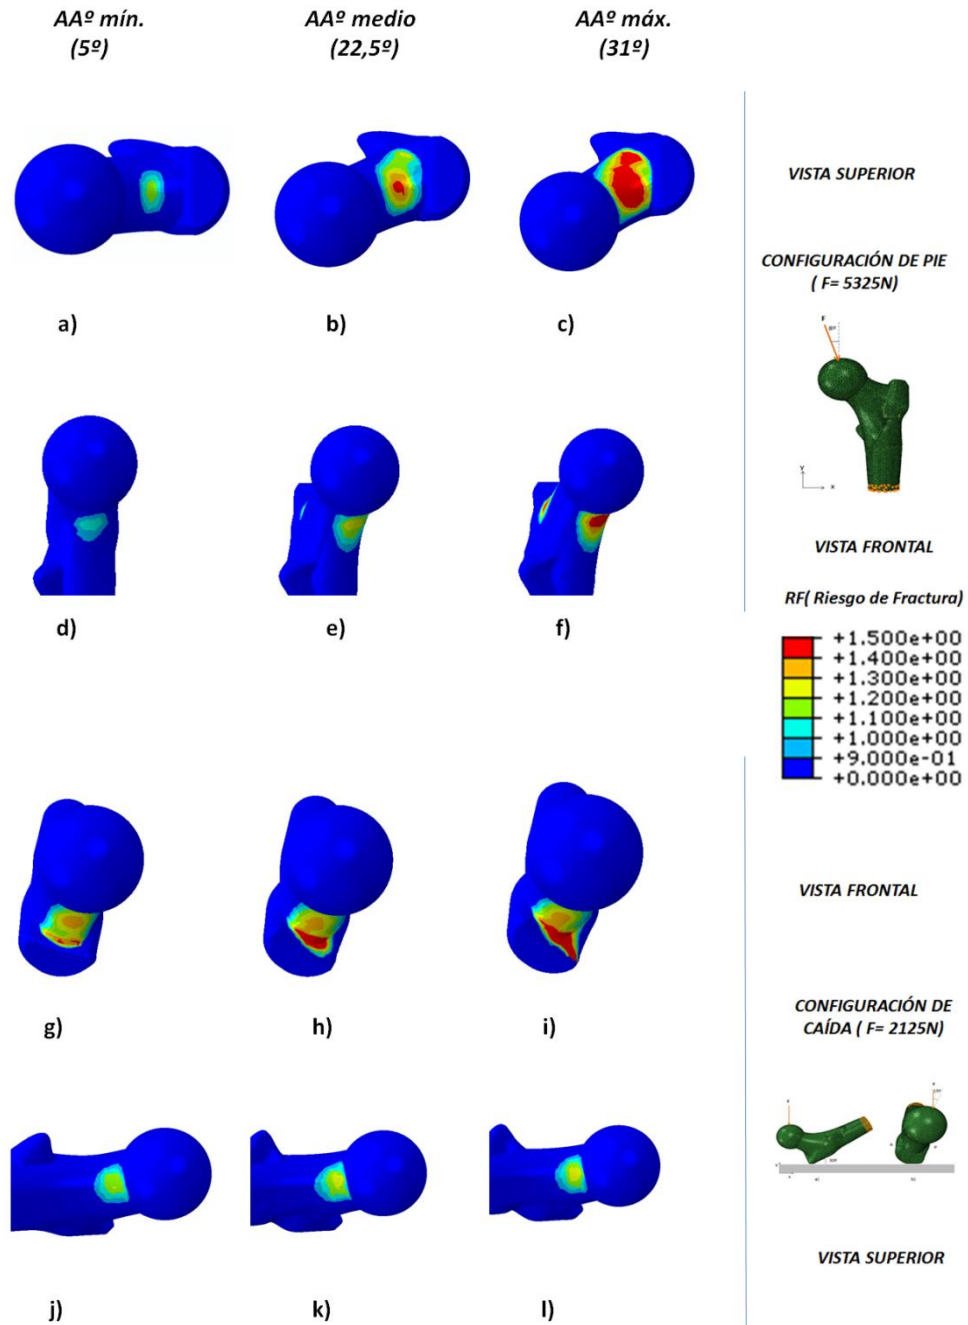 AAº mín.
(5º)
AAº medio
(22,5º)
AAº máx.
(31º)
VISTA SUPERIOR
CONFIGURACIÓN DE PIE
( F= 5325N)
a)
b)
c)
F
8º
Y
x
VISTA FRONTAL
d)
e)
f)
RF( Riesgo de Fractura)
+1.500e+00
+1.400e+00
+1.300e+00
+1.200e+00
+1.100e+00
+1.000e+00
+9.000e-01
+0.000e+00
VISTA FRONTAL
g)
h)
i)
CONFIGURACIÓN DE
CAÍDA ( F= 2125N)
VISTA SUPERIOR
j)
k)
l)